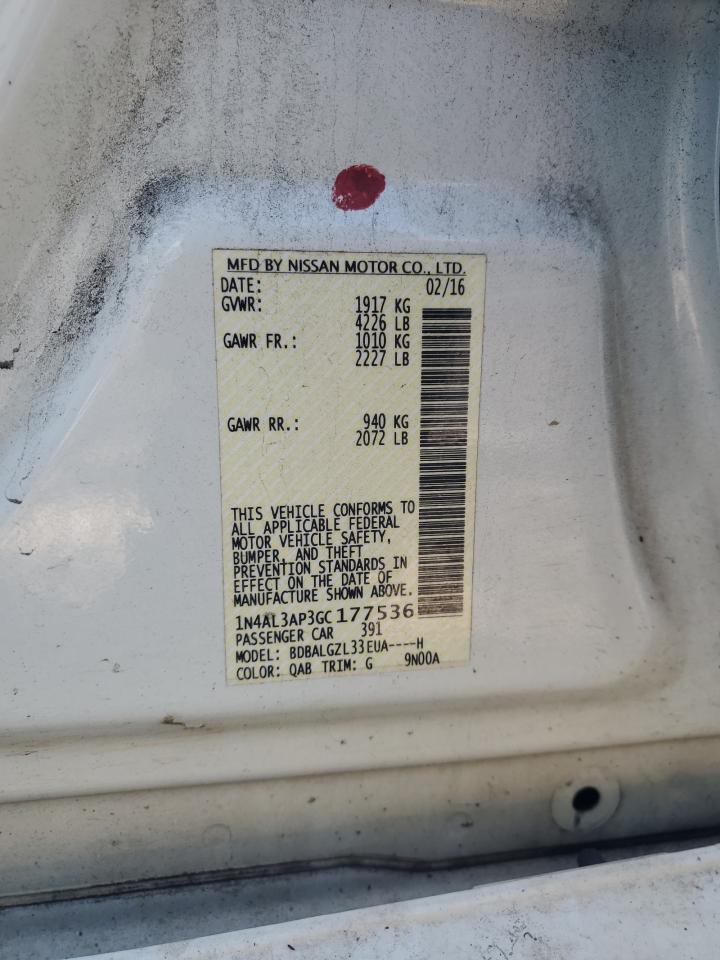 MFD BY NISSAN MOTOR CO., LTD.
DATE: 02/16
GVWR: 1917 KG
4226 LB
GAWR FR.: 1010 KG
2227 LB
GAWR RR.: 940 KG
2072 LB
THIS VEHICLE CONFORMS TO
ALL APPLICABLE FEDERAL
MOTOR VEHICLE SAFETY,
BUMPER, AND THEFT
PREVENTION STANDARDS IN
EFFECT ON THE DATE OF
MANUFACTURE SHOWN ABOVE.
1N4AL3AP3GC177536
PASSENGER CAR 391
MODEL: BDBALGZL33EUA----H
COLOR: QAB TRIM: G 9N00A